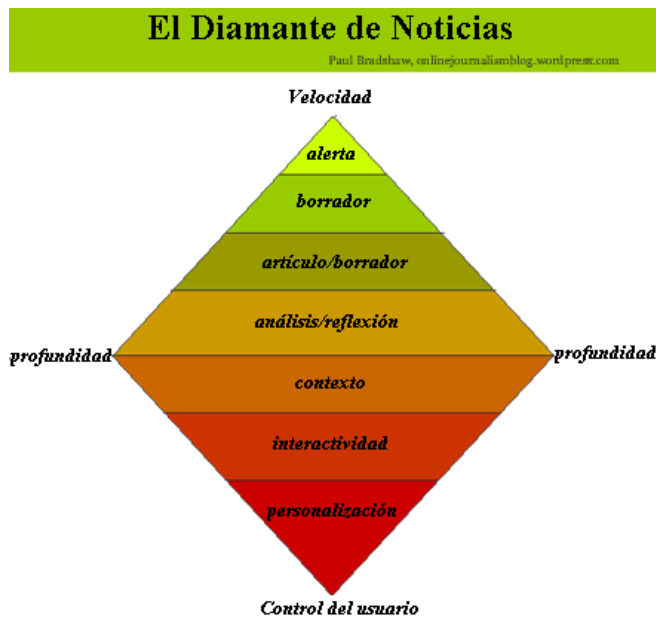 El Diamante de Noticias
Paul Bradshaw, onlinejournalismblog.wordpress.com
Velocidad
alerta
borrador
artículo/borrador
análisis/reflexión
profundidad
profundidad
contexto
interactividad
personalización
Control del usuario